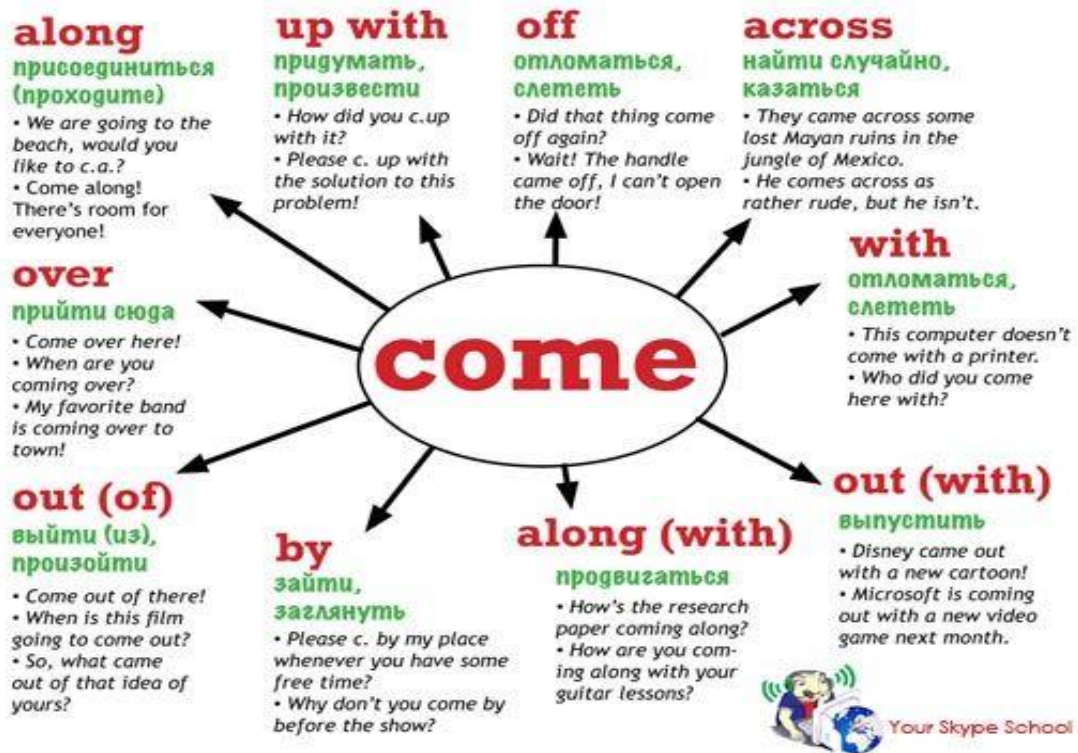 along
присоединиться
(проходите)
• We are going to the
beach, would you
like to c.a.?
• Come along!
There's room for
everyone!
up with
придумать,
произвести
• How did you c.up
with it?
• Please c. up with
the solution to this
problem!
off
отломаться,
слететь
• Did that thing come
off again?
• Wait! The handle
came off, I can't open
the door!
across
найти случайно,
казаться
• They came across some
lost Mayan ruins in the
jungle of Mexico.
• He comes across as
rather rude, but he isn't.
over
прийти сюда
• Come over here!
• When are you
coming over?
• My favorite band
is coming over to
town!
come
with
отломаться,
слететь
• This computer doesn't
come with a printer.
• Who did you come
here with?
out (of)
выйти (из),
произойти
• Come out of there!
• When is this film
going to come out?
• So, what came
out of that idea of
yours?
by
зайти,
заглянуть
• Please c. by my place
whenever you have some
free time?
• Why don't you come by
before the show?
along (with)
продвигаться
• How's the research
paper coming along?
• How are you com-
ing along with your
guitar lessons?
out (with)
выпустить
• Disney came out
with a new cartoon!
• Microsoft is coming
out with a new video
game next month.
Your Skype School